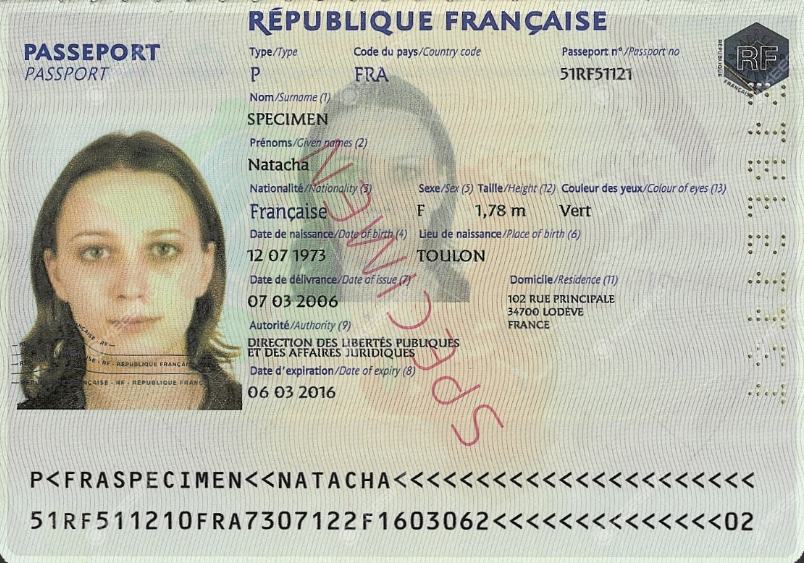 RÉPUBLIQUE FRANÇAISE
PASSEPORT
PASSPORT
Type/Type Code du pays/Country code Passeport n°/Passport no
P FRA 51RF51121
RF
Nom/Surname (1)
SPECIMEN
Prénoms/Given names (2)
Natacha
Nationalité/Nationality (3) Sexe/Sex (5) Taille/Height (12) Couleur des yeux/Colour of eyes (13)
Française F 1,78 m Vert
Date de naissance/Date of birth (4) Lieu de naissance/Place of birth (6)
12 07 1973 TOULON
Date de délivrance/Date of issue (7) Domicile/Residence (11)
07 03 2006 102 RUE PRINCIPALE
34700 LODÈVE
FRANCE
Autorité/Authority (9)
DIRECTION DES LIBERTÉS PUBLIQUES
ET DES AFFAIRES JURIDIQUES
Date d'expiration/Date of expiry (8)
06 03 2016
SPECIMEN
P<FRASPECIMEN<<NATACHA<<<<<<<<<<<<<<<<<<<<<<
51RF511210FRA7307122F1603062<<<<<<<<<<<<<<02